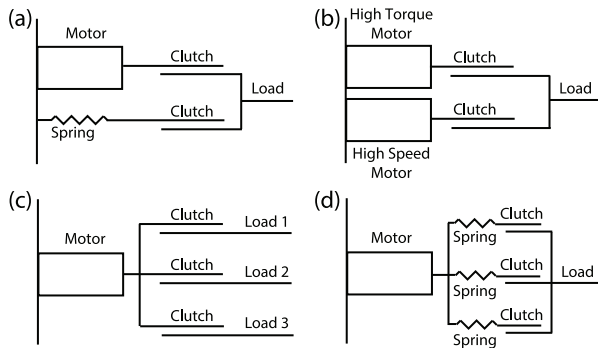 (a)
Motor
Clutch
Load
Clutch
Spring
(b)
High Torque
Motor
Clutch
Load
Clutch
High Speed
Motor
(c)
Motor
Clutch
Load 1
Clutch
Load 2
Clutch
Load 3
(d)
Motor
Clutch
Spring
Clutch
Load
Spring
Clutch
Spring